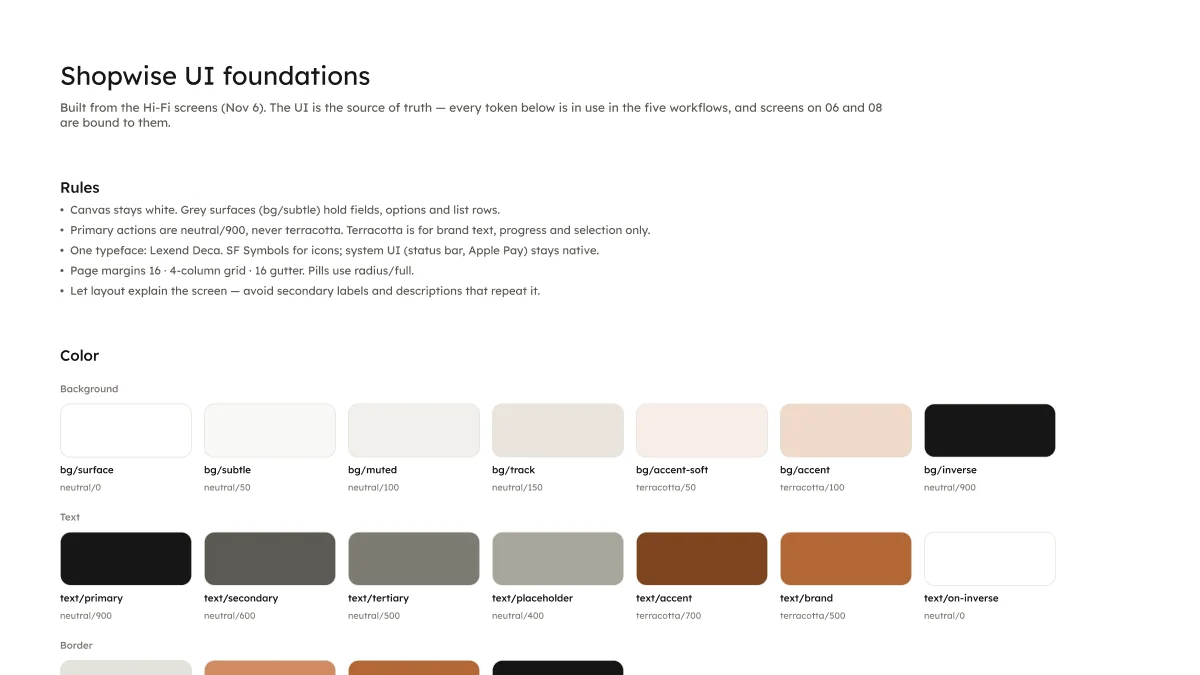 Shopwise UI foundations
Built from the Hi-Fi screens (Nov 6). The UI is the source of truth — every token below is in use in the five workflows, and screens on 06 and 08
are bound to them.
Rules
• Canvas stays white. Grey surfaces (bg/subtle) hold fields, options and list rows.
• Primary actions are neutral/900, never terracotta. Terracotta is for brand text, progress and selection only.
• One typeface: Lexend Deca. SF Symbols for icons; system UI (status bar, Apple Pay) stays native.
• Page margins 16 · 4-column grid · 16 gutter. Pills use radius/full.
• Let layout explain the screen — avoid secondary labels and descriptions that repeat it.
Color
Background
bg/surface bg/subtle bg/muted bg/track bg/accent-soft bg/accent bg/inverse
neutral/0 neutral/50 neutral/100 neutral/150 terracotta/50 terracotta/100 neutral/900
Text
text/primary text/secondary text/tertiary text/placeholder text/accent text/brand text/on-inverse
neutral/900 neutral/600 neutral/500 neutral/400 terracotta/700 terracotta/500 neutral/0
Border